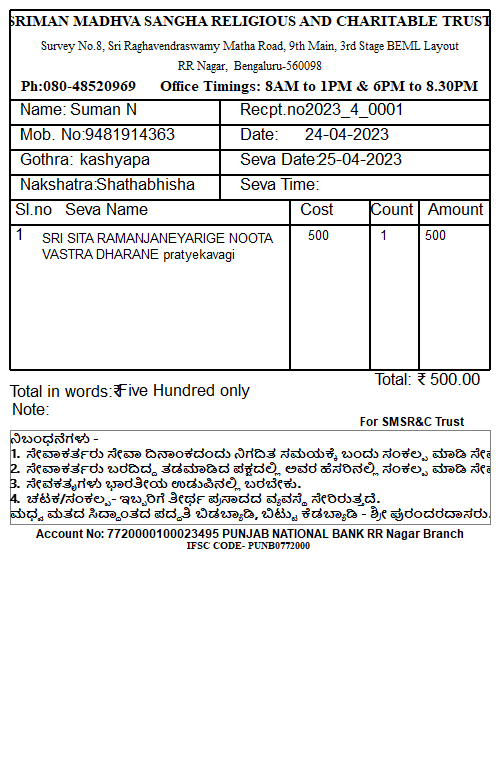 SRIMAN MADHVA SANGHA RELIGIOUS AND CHARITABLE TRUST
Survey No.8, Sri Raghavendraswamy Matha Road, 9th Main, 3rd Stage BEML Layout
RR Nagar, Bengaluru-560098
Ph:080-48520969 Office Timings: 8AM to 1PM & 6PM to 8.30PM
Name: Suman N Recpt.no2023_4_0001
Mob. No:9481914363 Date: 24-04-2023
Gothra: kashyapa Seva Date:25-04-2023
Nakshatra:Shathabhisha Seva Time:
Sl.no Seva Name Cost Count Amount
1 SRI SITA RAMANJANEYARIGE NOOTA 500 1 500
VASTRA DHARANE pratyekavagi
Total: ₹ 500.00
Total in words:₹Five Hundred only
Note:
For SMSR&C Trust
ನಿಬಂಧನೆಗಳು -
1. ಸೇವಾಕರ್ತರು ಸೇವಾ ದಿನಾಂಕದಂದು ನಿಗದಿತ ಸಮಯಕ್ಕೆ ಬಂದು ಸಂಕಲ್ಪ ಮಾಡಿ ಸೇವ
2. ಸೇವಾಕರ್ತರು ಬರದಿದ್ದ ತಡಮಾಡಿದ ಪಕ್ಷದಲ್ಲಿ ಅವರ ಹೆಸರಿನಲ್ಲಿ ಸಂಕಲ್ಪ ಮಾಡಿ ಸೇವ
3. ಸೇವಕತೃಗಳು ಭಾರತೀಯ ಉಡುಪಿನಲ್ಲಿ ಬರಬೇಕು.
4. ಚಟಕ/ಸಂಕಲ್ಪ- ಇಬ್ಬರಿಗೆ ತೀರ್ಥ ಪ್ರಸಾದದ ವ್ಯವಸ್ಥೆ ಸೇರಿರುತ್ತದೆ.
ಮಧ್ವ ಮತದ ಸಿದ್ಧಾಂತದ ಪದ್ಧತಿ ಬಿಡಬ್ಯಾಡಿ, ಬಿಟ್ಟು ಕೆಡಬ್ಯಾಡಿ - ಶ್ರೀ ಪುರಂದರದಾಸರು.
Account No: 7720000100023495 PUNJAB NATIONAL BANK RR Nagar Branch
IFSC CODE- PUNB0772000